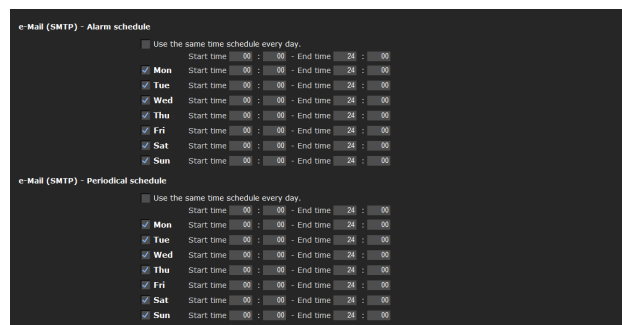 e-Mail (SMTP) - Alarm schedule
Use the same time schedule every day.
Start time 00 : 00 - End time 24 : 00
Mon Start time 00 : 00 - End time 24 : 00
Tue Start time 00 : 00 - End time 24 : 00
Wed Start time 00 : 00 - End time 24 : 00
Thu Start time 00 : 00 - End time 24 : 00
Fri Start time 00 : 00 - End time 24 : 00
Sat Start time 00 : 00 - End time 24 : 00
Sun Start time 00 : 00 - End time 24 : 00
e-Mail (SMTP) - Periodical schedule
Use the same time schedule every day.
Start time 00 : 00 - End time 24 : 00
Mon Start time 00 : 00 - End time 24 : 00
Tue Start time 00 : 00 - End time 24 : 00
Wed Start time 00 : 00 - End time 24 : 00
Thu Start time 00 : 00 - End time 24 : 00
Fri Start time 00 : 00 - End time 24 : 00
Sat Start time 00 : 00 - End time 24 : 00
Sun Start time 00 : 00 - End time 24 : 00